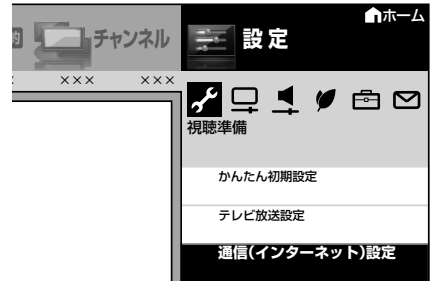 ホーム
チャンネル
設定
××× ×××
視聴準備
かんたん初期設定
テレビ放送設定
通信(インターネット)設定